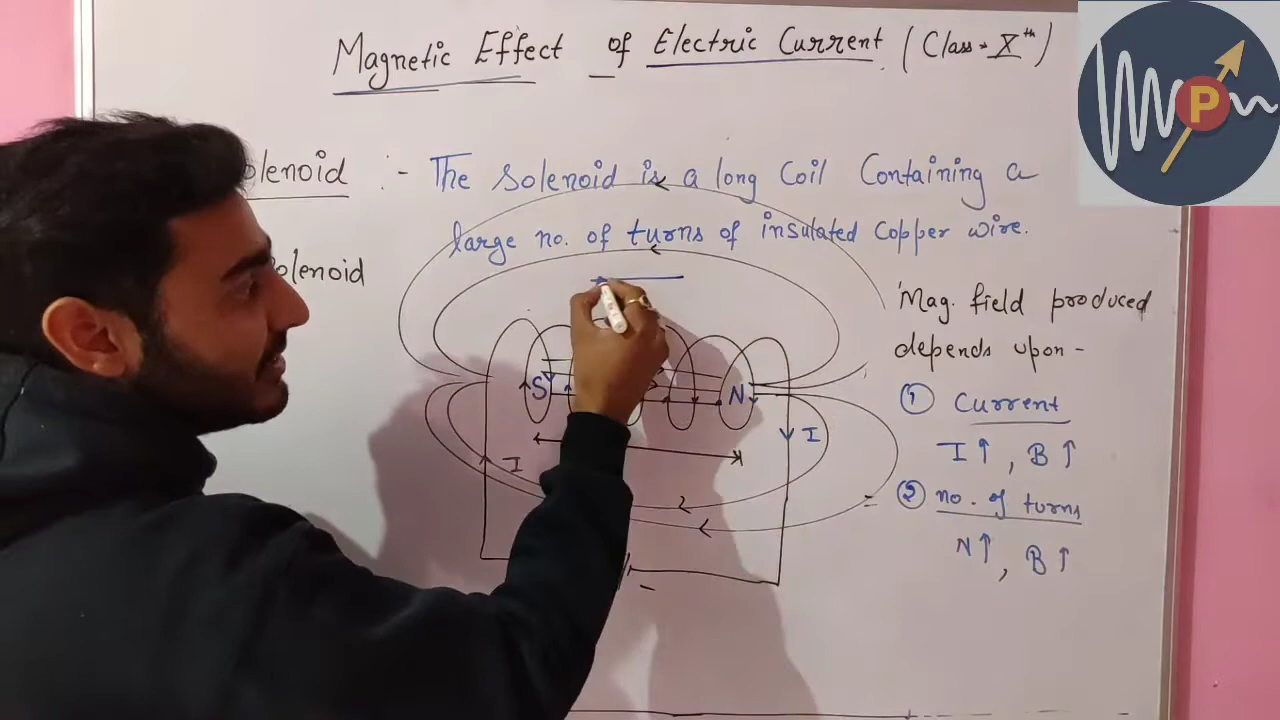 Magnetic Effect of Electric Current (Class-Xth)
olenoid :- The solenoid is a long Coil Containing a
large no. of turns of insulated copper wire.
olenoid
Mag. field produced
depends upon-
① Current
I↑, B↑
② no. of turns
N↑, B↑
S N
I I
P